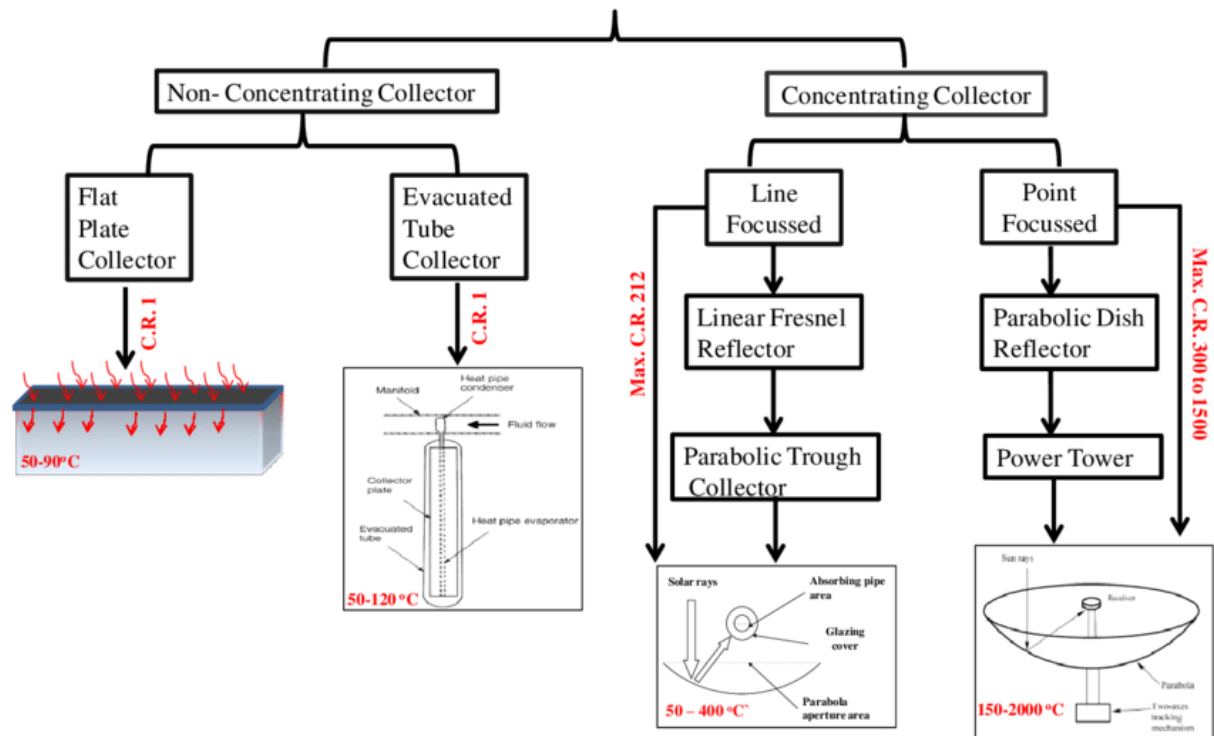 Non- Concentrating Collector
Concentrating Collector
Flat
Plate
Collector
Evacuated
Tube
Collector
Line
Focussed
Point
Focussed
C.R. 1
C.R. 1
Max. C.R. 212
Max. C.R. 300 to 1500
Linear Fresnel
Reflector
Parabolic Dish
Reflector
Parabolic Trough
Collector
Power Tower
50-90°C
Heat pipe
condenser
Manifold
Fluid flow
Collector
plate
Heat pipe evaporator
Evacuated
tube
50-120 °C
Solar rays
Absorbing pipe
area
Glazing
cover
Parabola
aperture area
50 – 400 °C`
Sun rays
Receiver
Parabola
Two-axes
tracking
mechanism
150-2000 °C